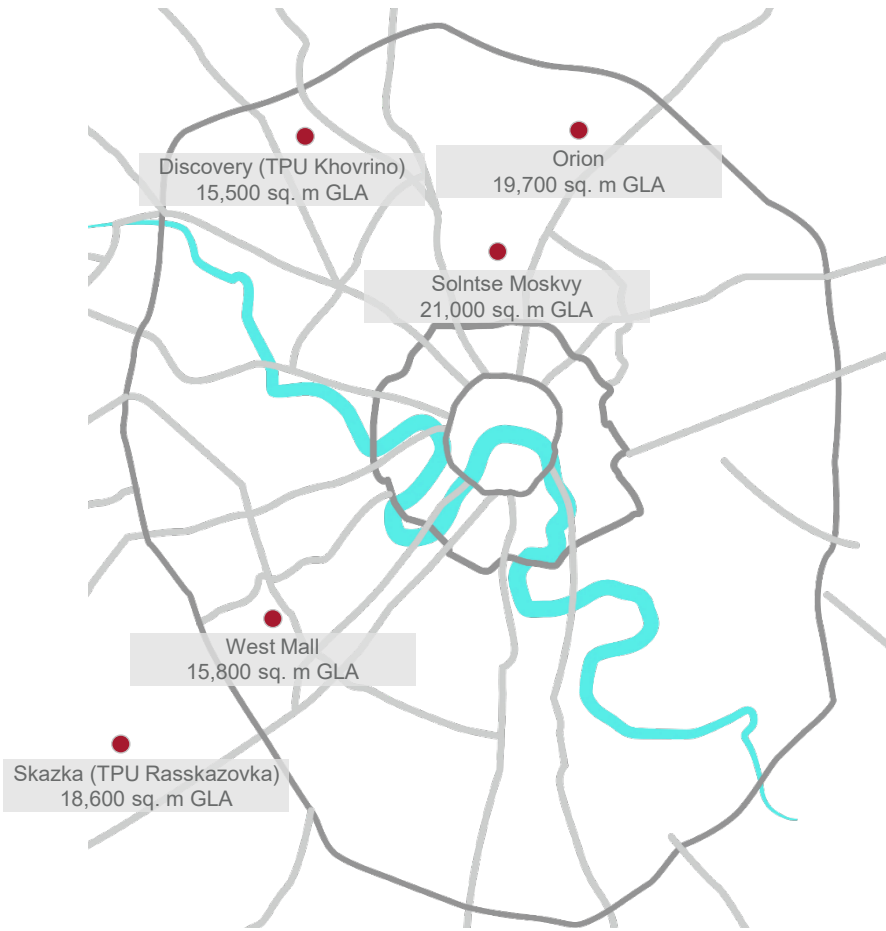 Discovery (TPU Khovrino)
15,500 sq. m GLA
Orion
19,700 sq. m GLA
Solntse Moskvy
21,000 sq. m GLA
West Mall
15,800 sq. m GLA
Skazka (TPU Rasskazovka)
18,600 sq. m GLA